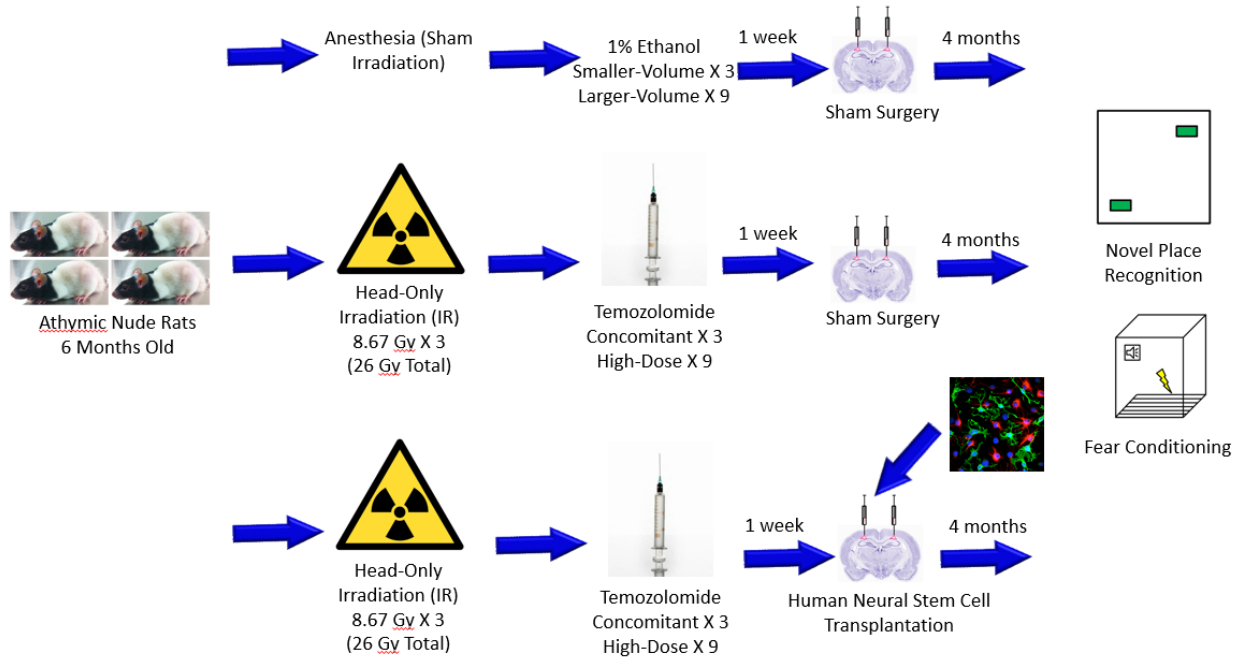 Anesthesia (Sham
Irradiation)
1% Ethanol
Smaller-Volume X 3
Larger-Volume X 9
1 week
Sham Surgery
4 months
Athymic Nude Rats
6 Months Old
Head-Only
Irradiation (IR)
8.67 Gy X 3
(26 Gy Total)
Temozolomide
Concomitant X 3
High-Dose X 9
1 week
Sham Surgery
4 months
Novel Place
Recognition
Fear Conditioning
Head-Only
Irradiation (IR)
8.67 Gy X 3
(26 Gy Total)
Temozolomide
Concomitant X 3
High-Dose X 9
1 week
Human Neural Stem Cell
Transplantation
4 months